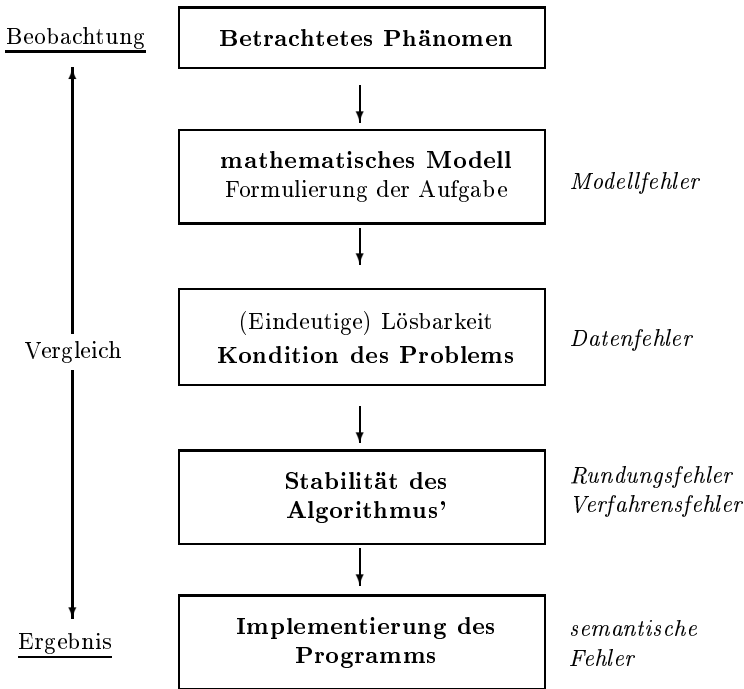 Beobachtung
Betrachtetes Phänomen
mathematisches Modell
Formulierung der Aufgabe
Modellfehler
(Eindeutige) Lösbarkeit
Kondition des Problems
Datenfehler
Vergleich
Stabilität des
Algorithmus'
Rundungsfehler
Verfahrensfehler
Ergebnis
Implementierung des
Programms
semantische
Fehler